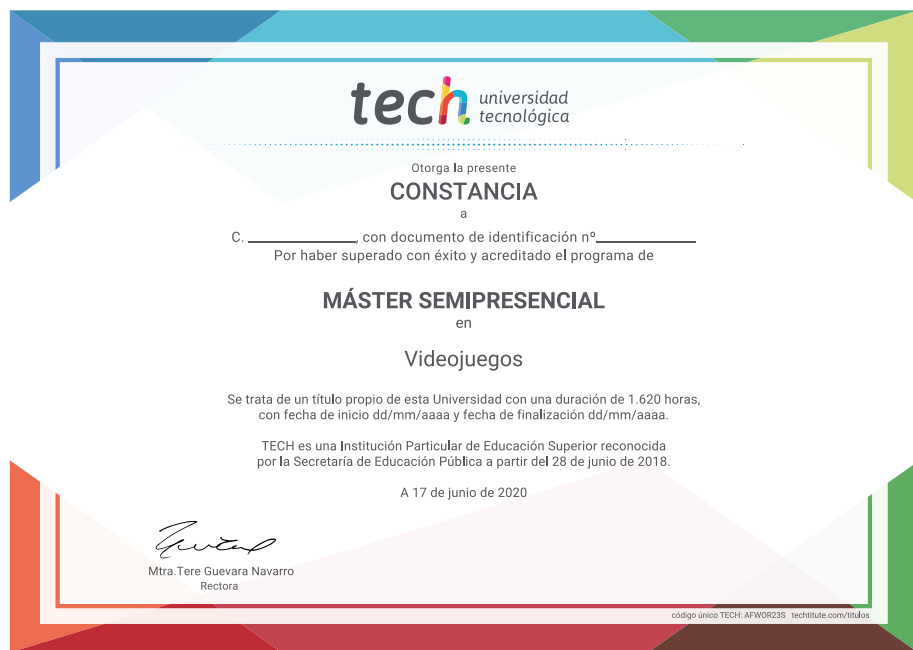 tech universidad
tecnológica
Otorga la presente
CONSTANCIA
a
C. ____________, con documento de identificación nº____________
Por haber superado con éxito y acreditado el programa de
MÁSTER SEMIPRESENCIAL
en
Videojuegos
Se trata de un título propio de esta Universidad con una duración de 1.620 horas,
con fecha de inicio dd/mm/aaaa y fecha de finalización dd/mm/aaaa.
TECH es una Institución Particular de Educación Superior reconocida
por la Secretaría de Educación Pública a partir del 28 de junio de 2018.
A 17 de junio de 2020
Mtra.Tere Guevara Navarro
Rectora
código único TECH: AFWOR23S techtitute.com/titulos